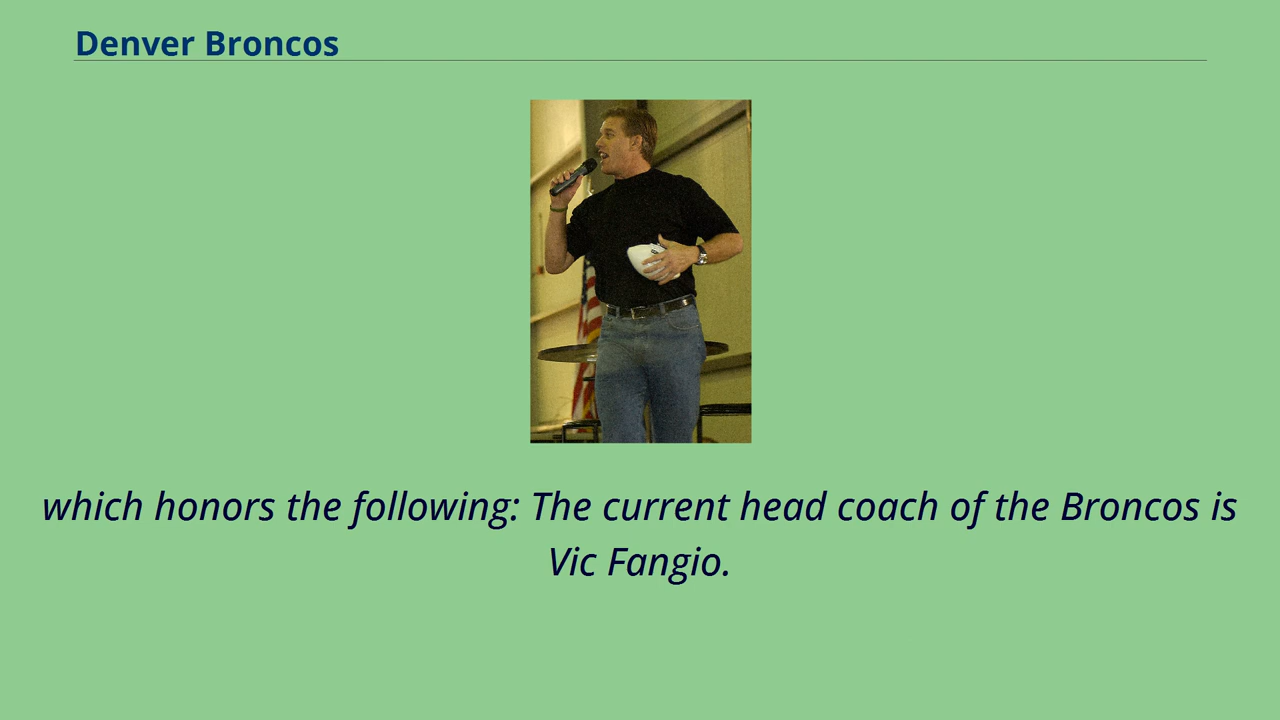 Denver Broncos
which honors the following: The current head coach of the Broncos is
Vic Fangio.